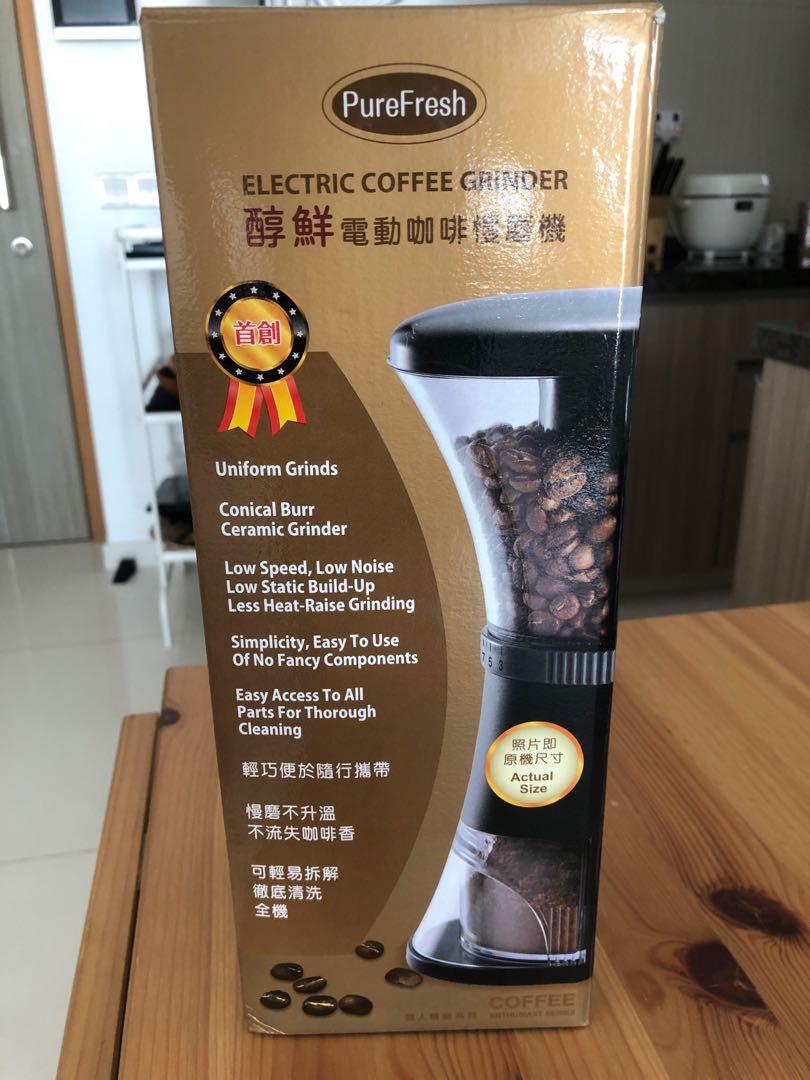 PureFresh
ELECTRIC COFFEE GRINDER
醇鮮電動咖啡慢磨機
首創
Uniform Grinds
Conical Burr
Ceramic Grinder
Low Speed, Low Noise
Low Static Build-Up
Less Heat-Raise Grinding
Simplicity, Easy To Use
Of No Fancy Components
Easy Access To All
Parts For Thorough
Cleaning
輕巧便於隨行攜帶
慢磨不升溫
不流失咖啡香
可輕易拆解
徹底清洗
全機
照片即
原機尺寸
Actual
Size
COFFEE
ENTHUSIAST SERIES